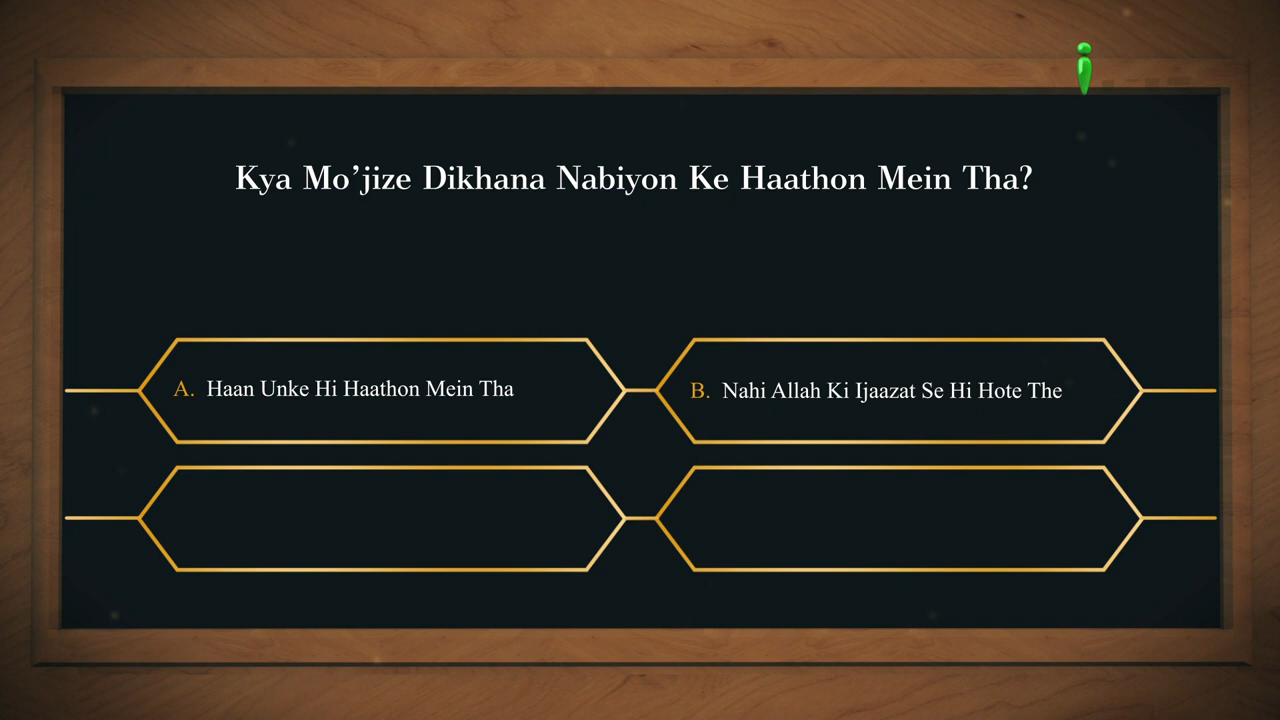 Kya Mo’jize Dikhana Nabiyon Ke Haathon Mein Tha?
A. Haan Unke Hi Haathon Mein Tha
B. Nahi Allah Ki Ijaazat Se Hi Hote The